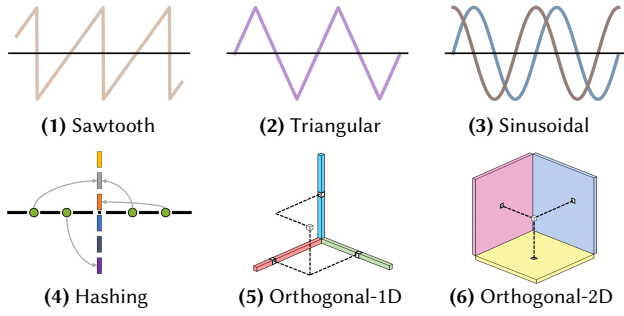 (1) Sawtooth
(2) Triangular
(3) Sinusoidal
(4) Hashing
(5) Orthogonal-1D
(6) Orthogonal-2D